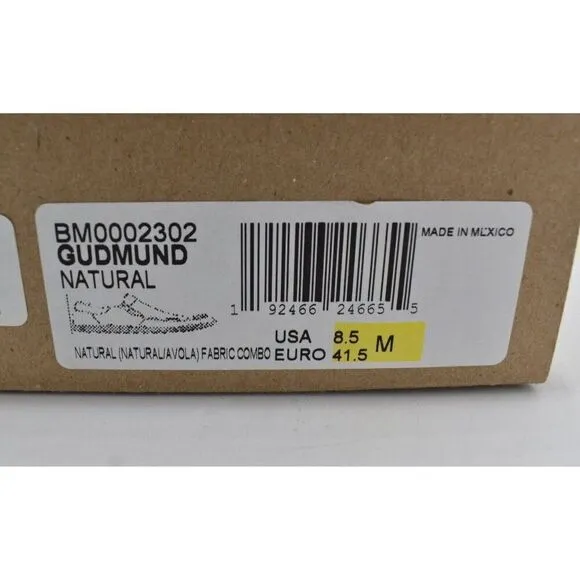 BM0002302
GUDMUND
NATURAL
NATURAL (NATURAL/AVOLA) FABRIC COMBO
1 92466 24665 5
USA 8.5 M
EURO 41.5
MADE IN MEXICO